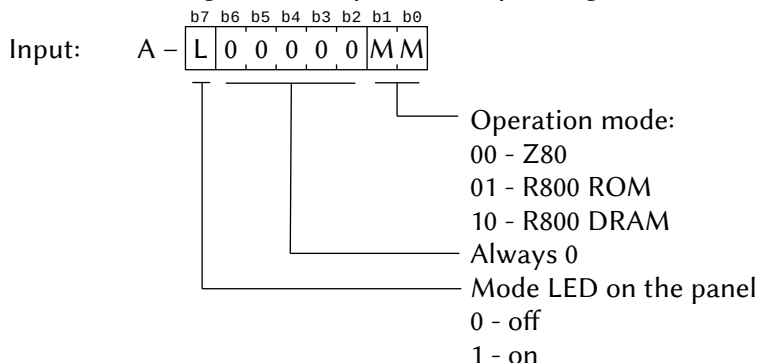 b7 b6 b5 b4 b3 b2 b1 b0
Input: A – L 0 0 0 0 0 M M
Operation mode:
00 - Z80
01 - R800 ROM
10 - R800 DRAM
Always 0
Mode LED on the panel
0 - off
1 - on